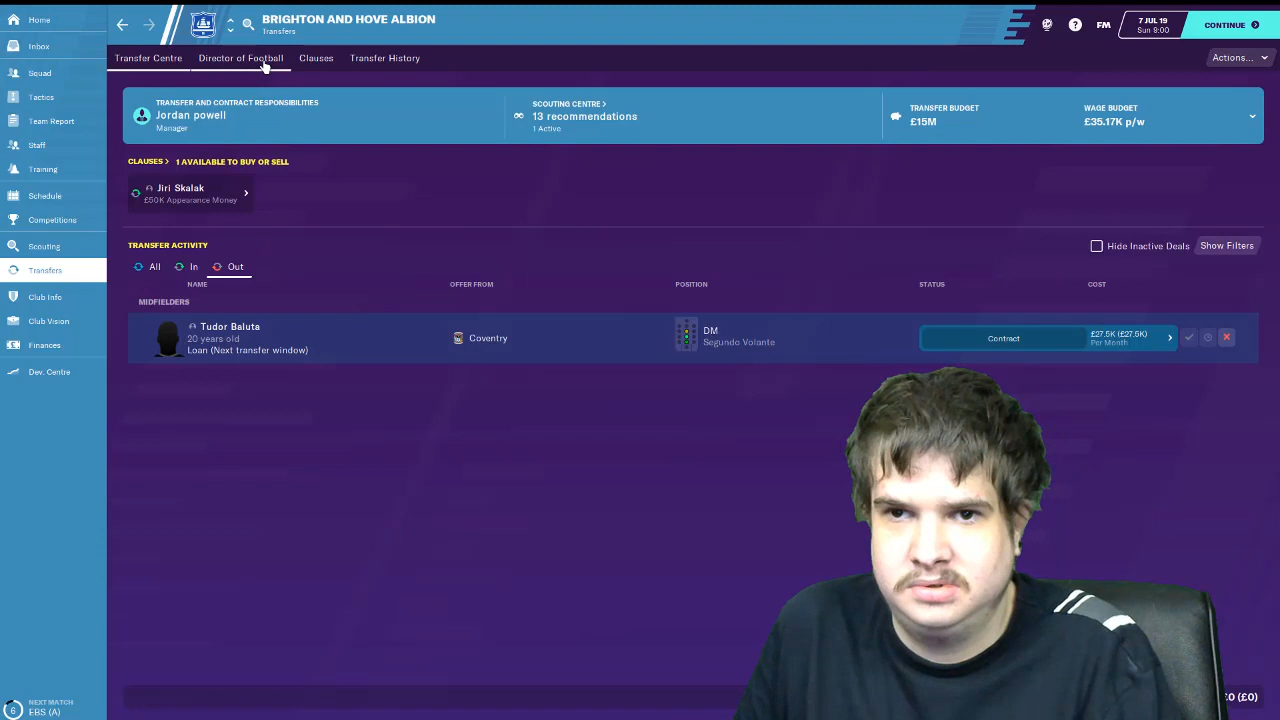 Home
Inbox
Squad
Tactics
Team Report
Staff
Training
Schedule
Competitions
Scouting
Transfers
Club Info
Club Vision
Finances
Dev. Centre
6
NEXT MATCH
EBS (A)
BRIGHTON AND HOVE ALBION
Transfers
?
FM
7 JUL 19
Sun 9:00
CONTINUE
Transfer Centre
Director of Football
Clauses
Transfer History
Actions...
TRANSFER AND CONTRACT RESPONSIBILITIES
Jordan powell
Manager
SCOUTING CENTRE
13 recommendations
1 Active
TRANSFER BUDGET
£15M
WAGE BUDGET
£35.17K p/w
CLAUSES 1 AVAILABLE TO BUY OR SELL
Jiri Skalak
£50K Appearance Money
TRANSFER ACTIVITY
Hide Inactive Deals
Show Filters
All
In
Out
NAME
OFFER FROM
POSITION
STATUS
COST
MIDFIELDERS
Tudor Baluta
20 years old
Loan (Next transfer window)
Coventry
DM
Segundo Volante
Contract
£27.5K (£27.5K)
Per Month
£0 (£0)